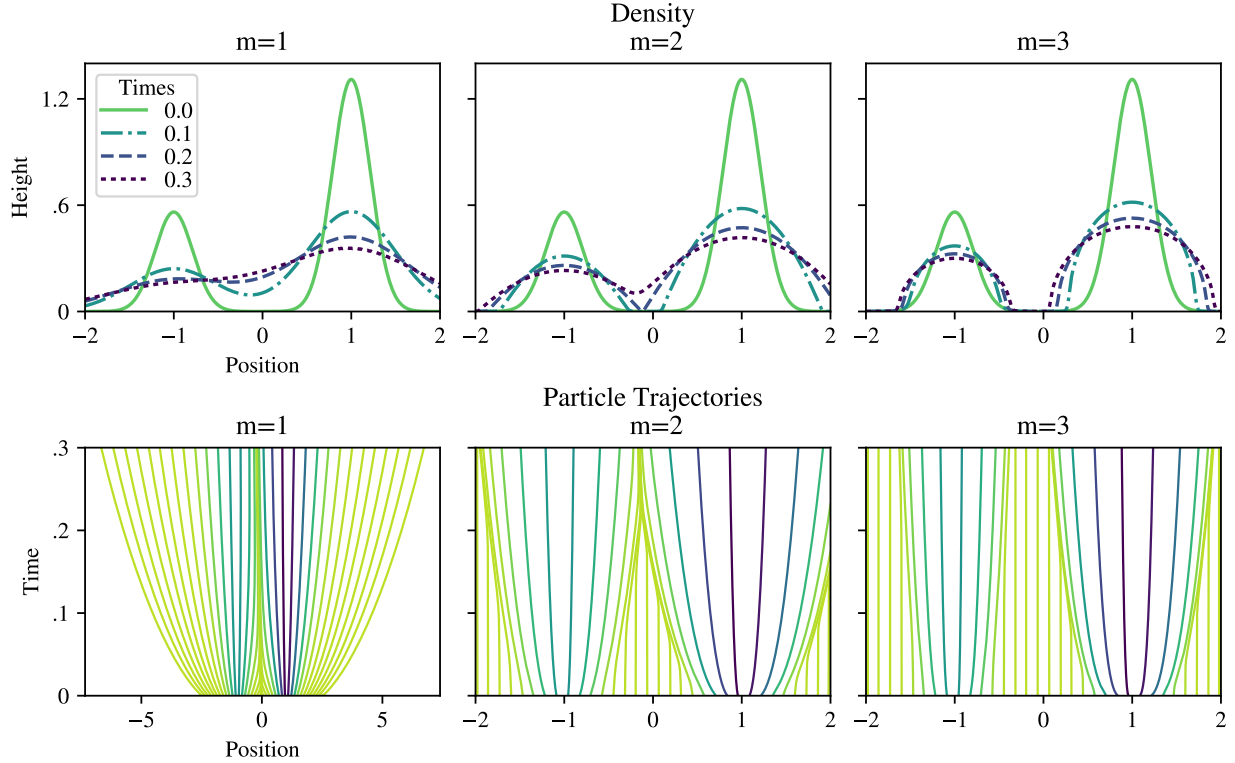 Density
m=1 m=2 m=3
Times
0.0
0.1
0.2
0.3
Height
1.2
.6
0
−2 −1 0 1 2 −2 −1 0 1 2 −2 −1 0 1 2
Position
Particle Trajectories
m=1 m=2 m=3
Time
.3
.2
.1
0
−5 0 5 −2 −1 0 1 2 −2 −1 0 1 2
Position